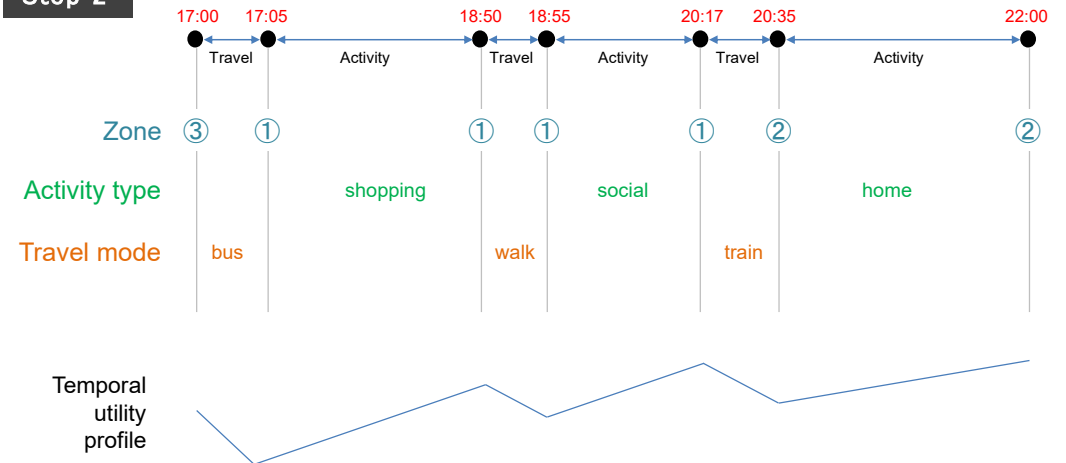 Step 2
17:00 17:05 18:50 18:55 20:17 20:35 22:00
Travel Activity Travel Activity Travel Activity
Zone ③ ① ① ① ① ② ②
Activity type shopping social home
Travel mode bus walk train
Temporal
utility
profile